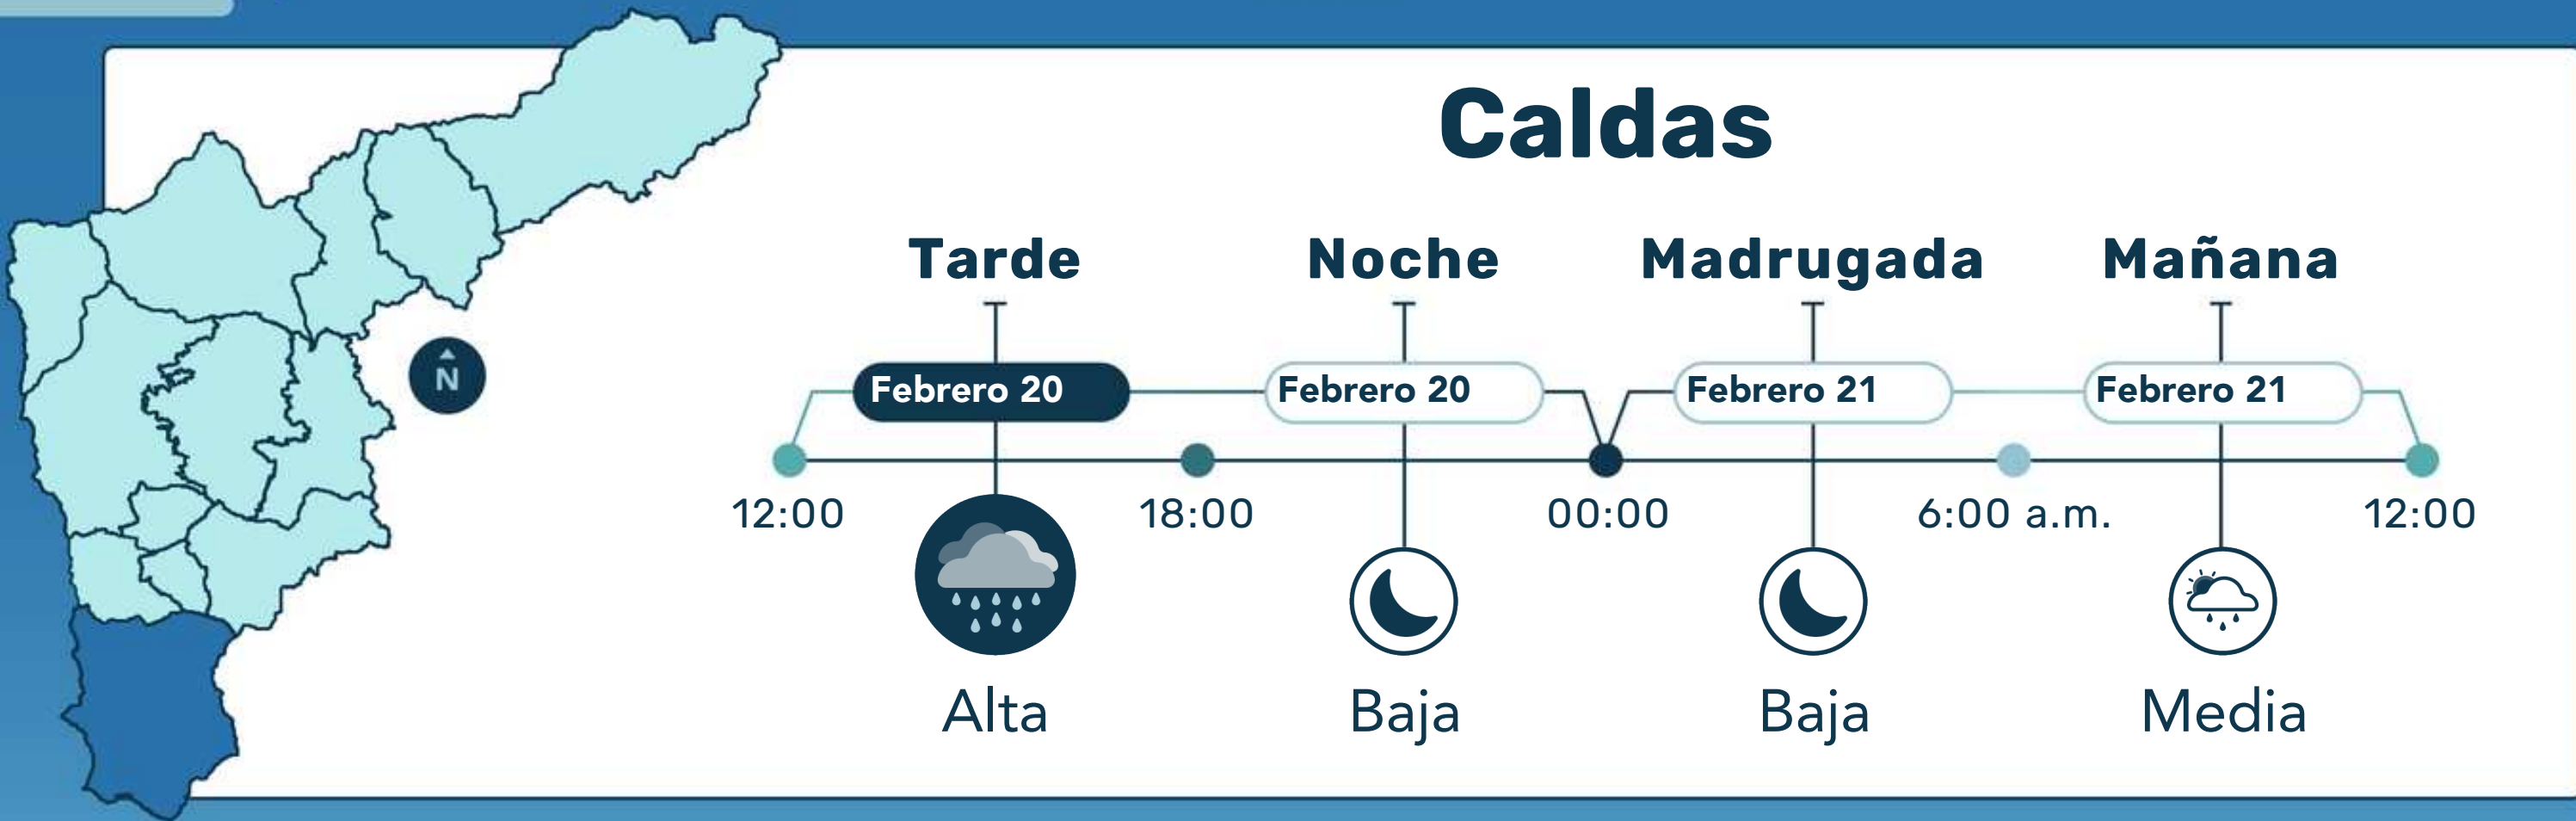 Caldas
Tarde
Noche
Madrugada
Mañana
Febrero 20
Febrero 20
Febrero 21
Febrero 21
N
12:00
18:00
00:00
6:00 a.m.
12:00
Alta
Baja
Baja
Media